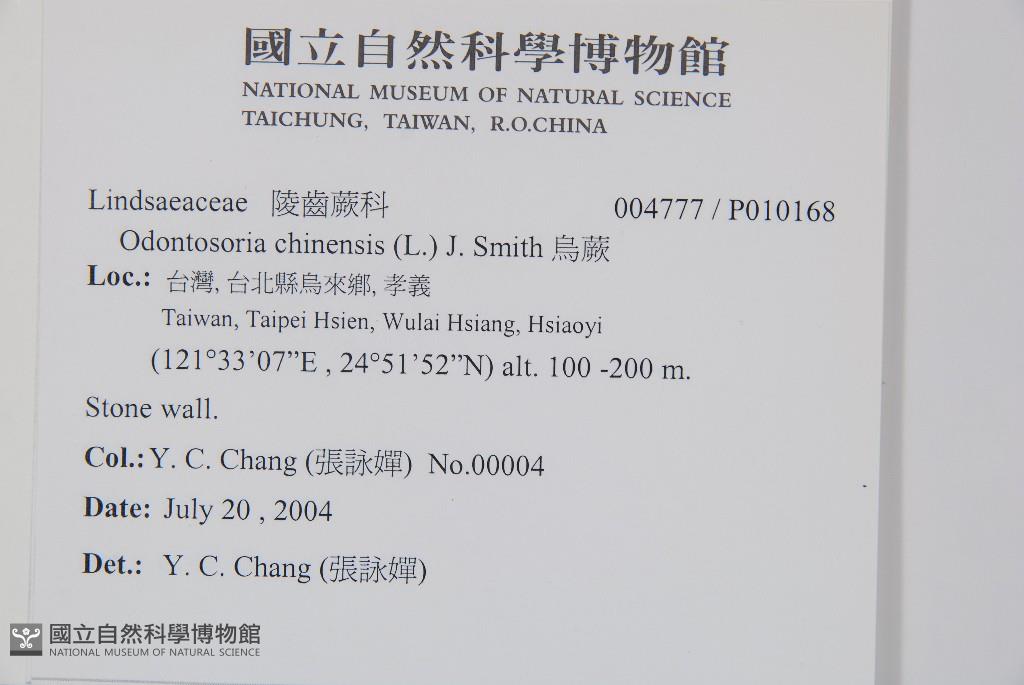 國立自然科學博物館
NATIONAL MUSEUM OF NATURAL SCIENCE
TAICHUNG, TAIWAN, R.O.CHINA
Lindsaeaceae 陵齒蕨科 004777 / P010168
Odontosoria chinensis (L.) J. Smith 烏蕨
Loc.: 台灣, 台北縣烏來鄉, 孝義
Taiwan, Taipei Hsien, Wulai Hsiang, Hsiaoyi
(121°33’07”E , 24°51’52”N) alt. 100 -200 m.
Stone wall.
Col.: Y. C. Chang (張詠嬋) No.00004
Date: July 20 , 2004
Det.: Y. C. Chang (張詠嬋)
國立自然科學博物館
NATIONAL MUSEUM OF NATURAL SCIENCE